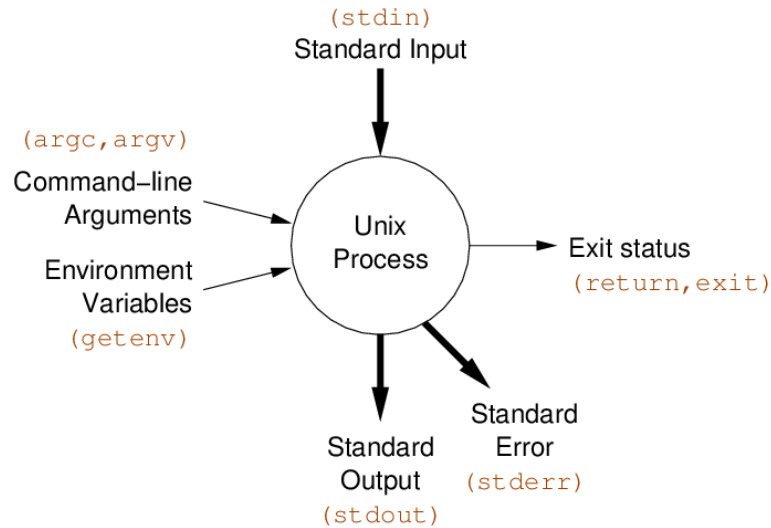 (stdin)
Standard Input
(argc,argv)
Command−line
Arguments
Environment
Variables
(getenv)
Unix
Process
Exit status
(return,exit)
Standard
Output
(stdout)
Standard
Error
(stderr)